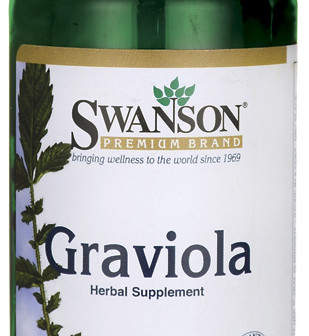 SWANSON®
PREMIUM BRAND
bringing wellness to the world since 1969
Graviola
Herbal Supplement